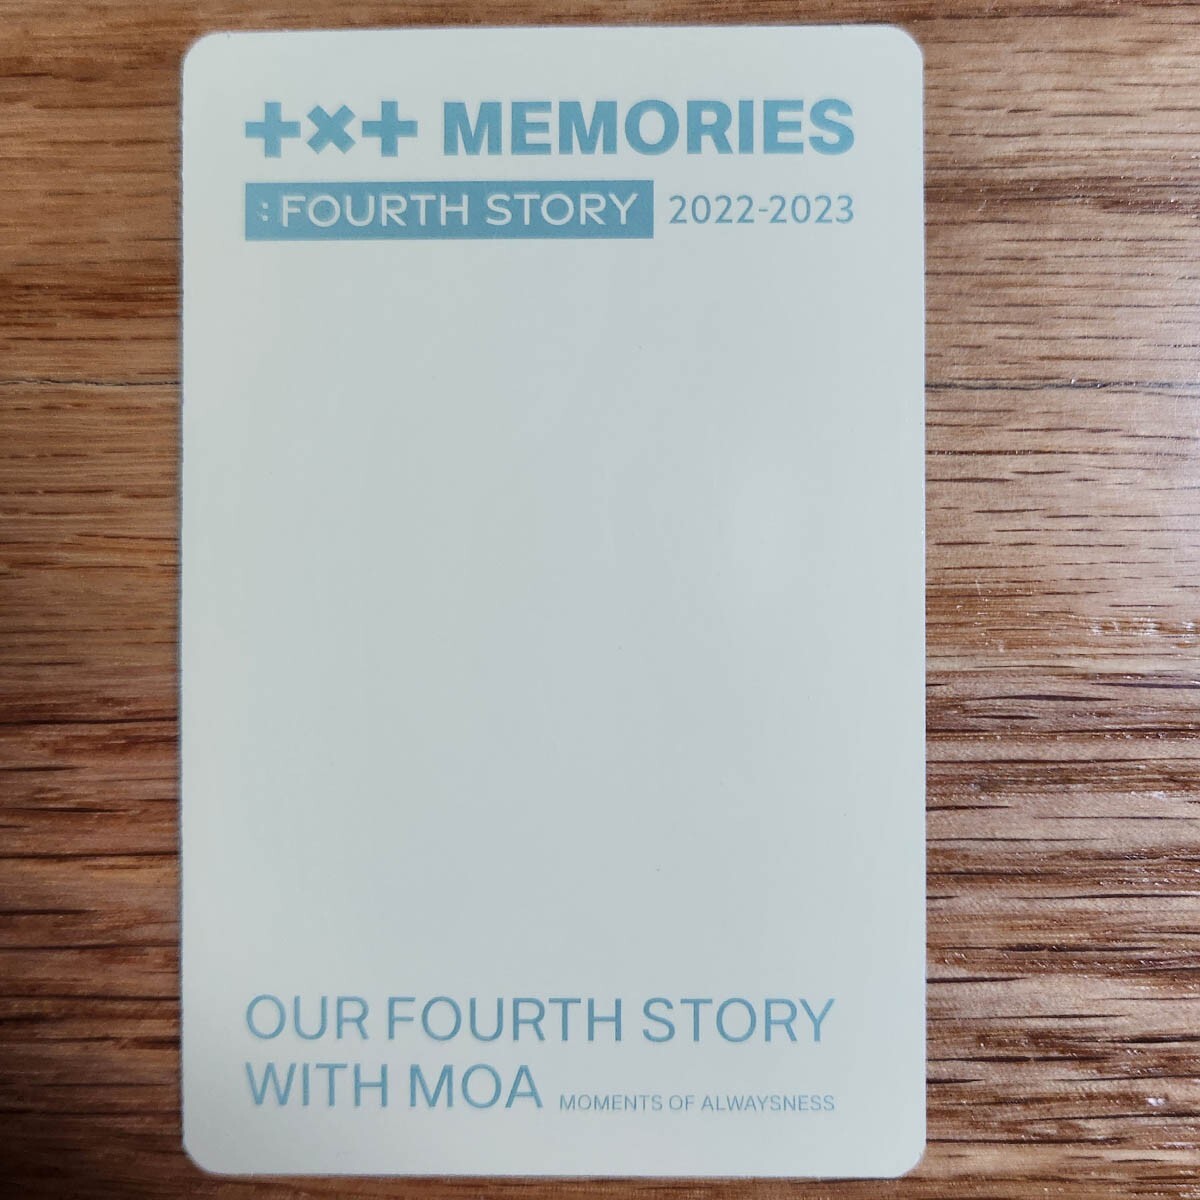 +×+ MEMORIES
: FOURTH STORY 2022-2023
OUR FOURTH STORY
WITH MOA MOMENTS OF ALWAYSNESS